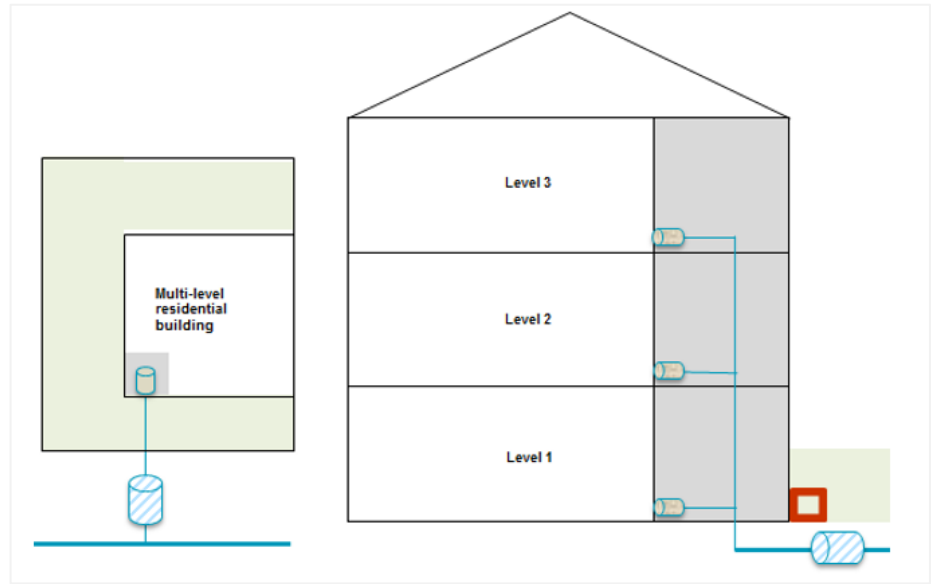 Level 3
Multi-level
residential
building
Level 2
Level 1